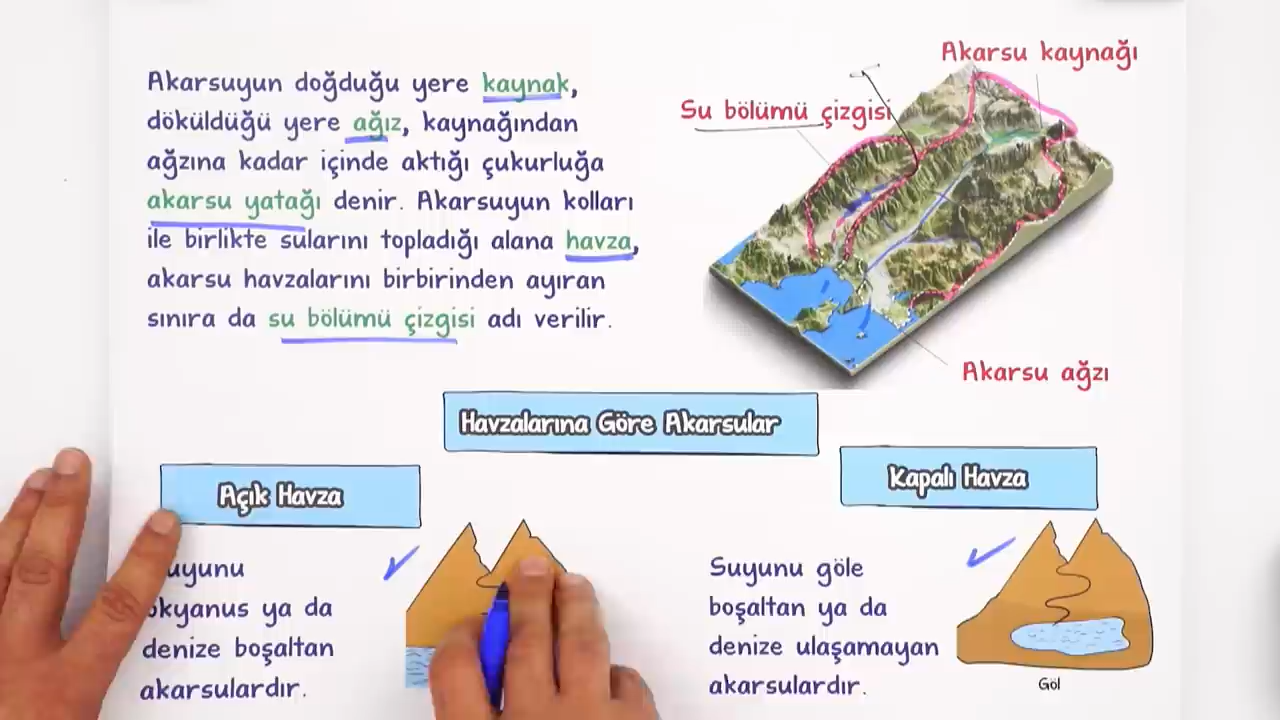 Akarsuyun doğduğu yere kaynak,
döküldüğü yere ağız, kaynağından
ağzına kadar içinde aktığı çukurluğa
akarsu yatağı denir. Akarsuyun kolları
ile birlikte sularını topladığı alana havza,
akarsu havzalarını birbirinden ayıran
sınıra da su bölümü çizgisi adı verilir.
Akarsu kaynağı
Su bölümü çizgisi
Akarsu ağzı
Havzalarına Göre Akarsular
Açık Havza
uyunu
okyanus ya da
denize boşaltan
akarsulardır.
Kapalı Havza
Suyunu göle
boşaltan ya da
denize ulaşamayan
akarsulardır.
Göl